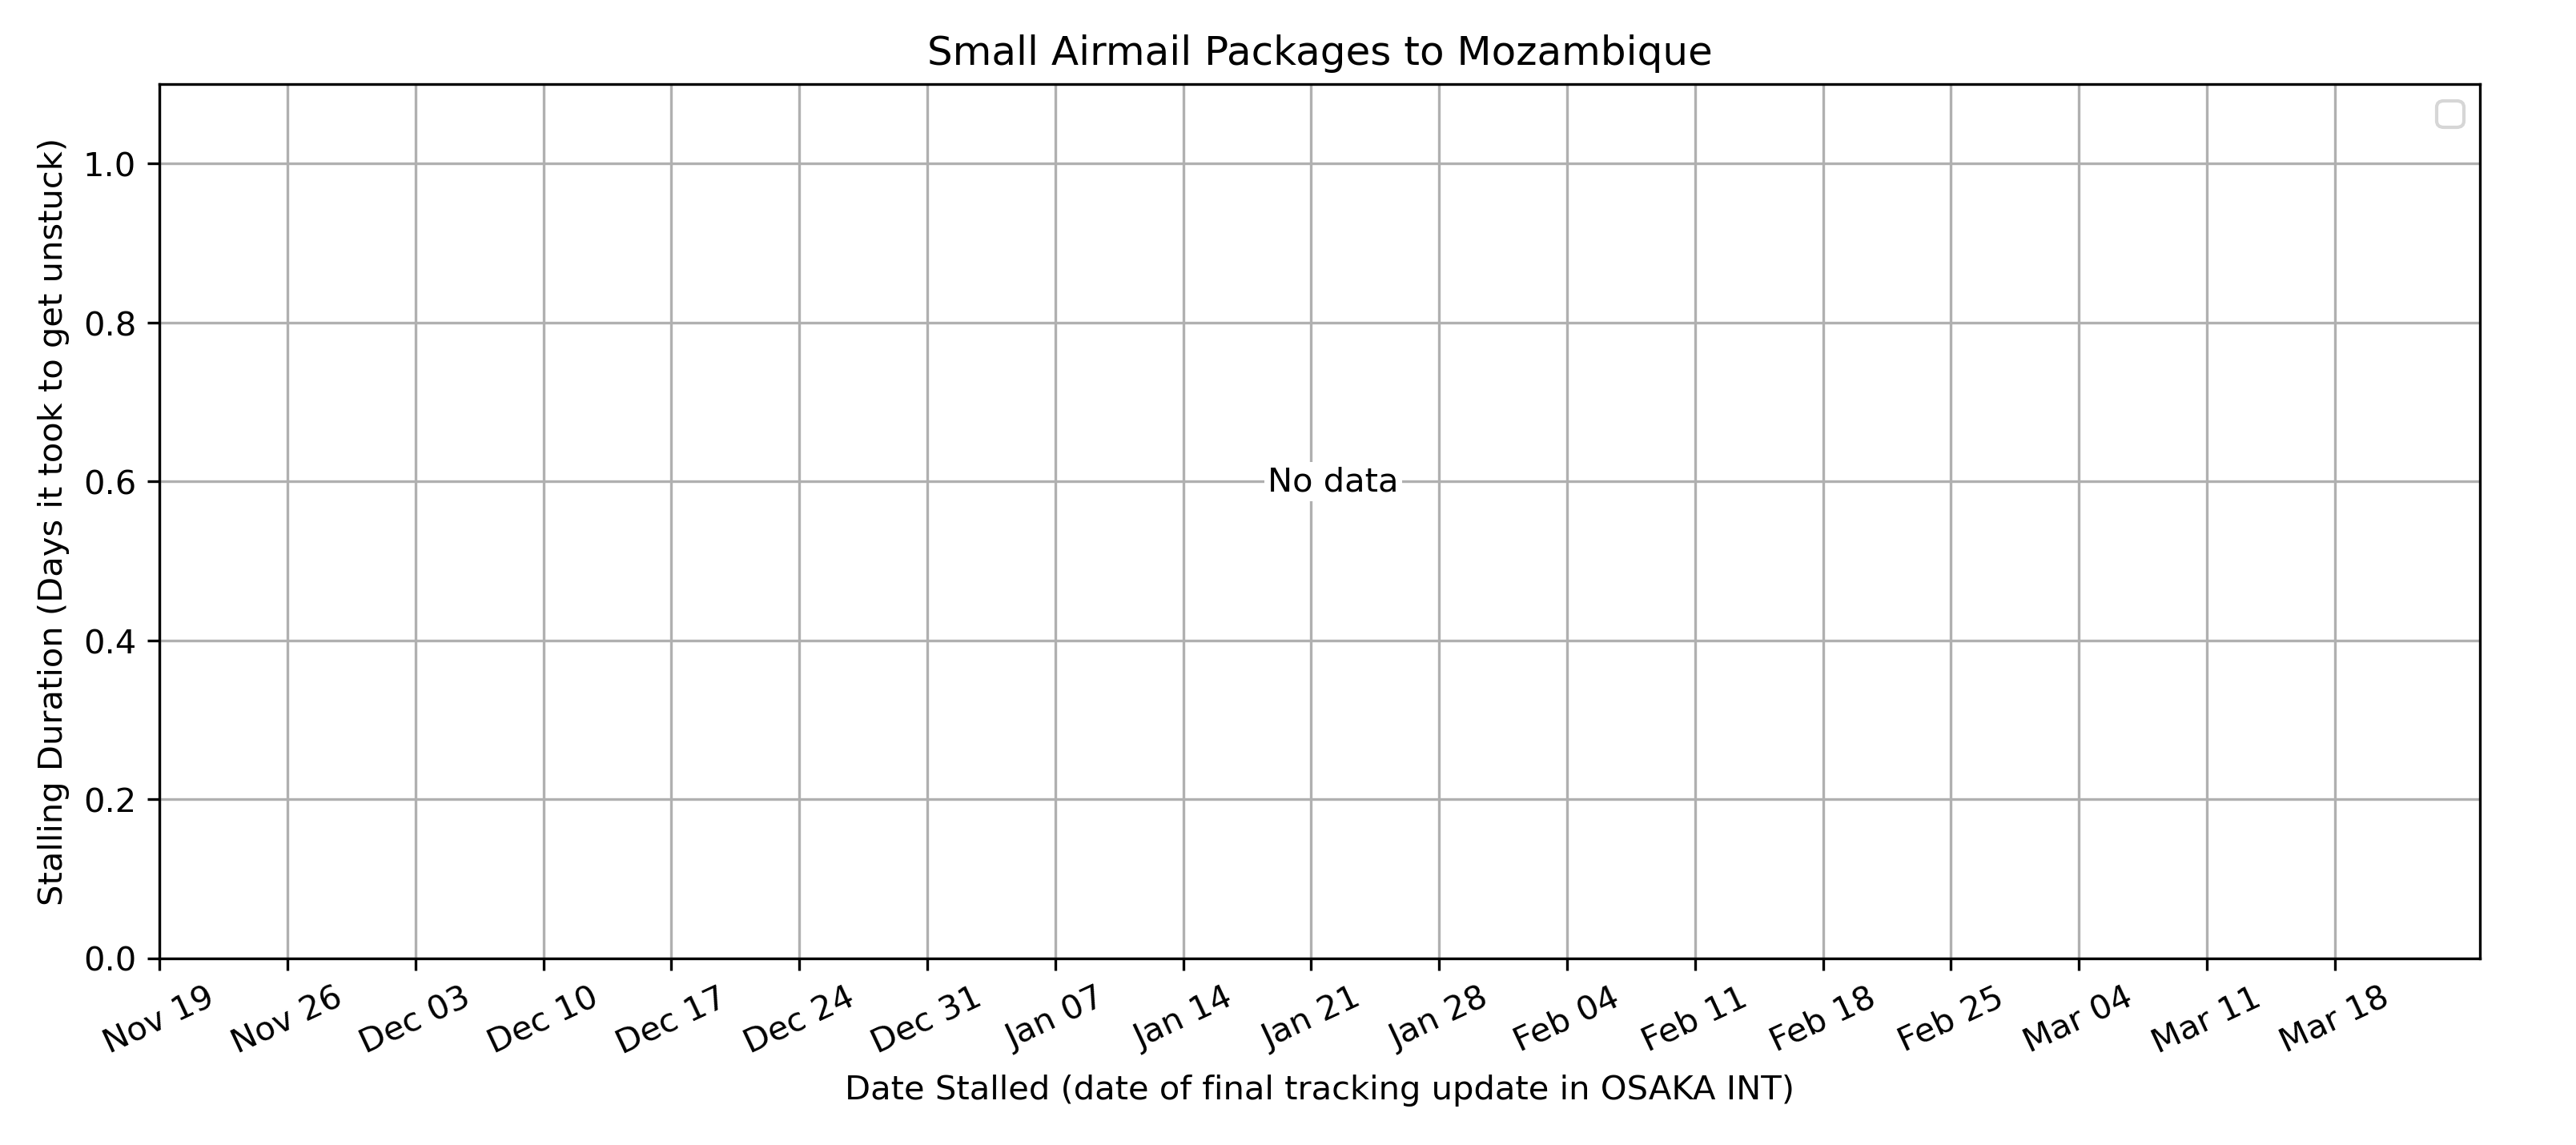 Small Airmail Packages to Mozambique
Stalling Duration (Days it took to get unstuck)
1.0
0.8
0.6
0.4
0.2
0.0
No data
Nov 19
Nov 26
Dec 03
Dec 10
Dec 17
Dec 24
Dec 31
Jan 07
Jan 14
Jan 21
Jan 28
Feb 04
Feb 11
Feb 18
Feb 25
Mar 04
Mar 11
Mar 18
Date Stalled (date of final tracking update in OSAKA INT)